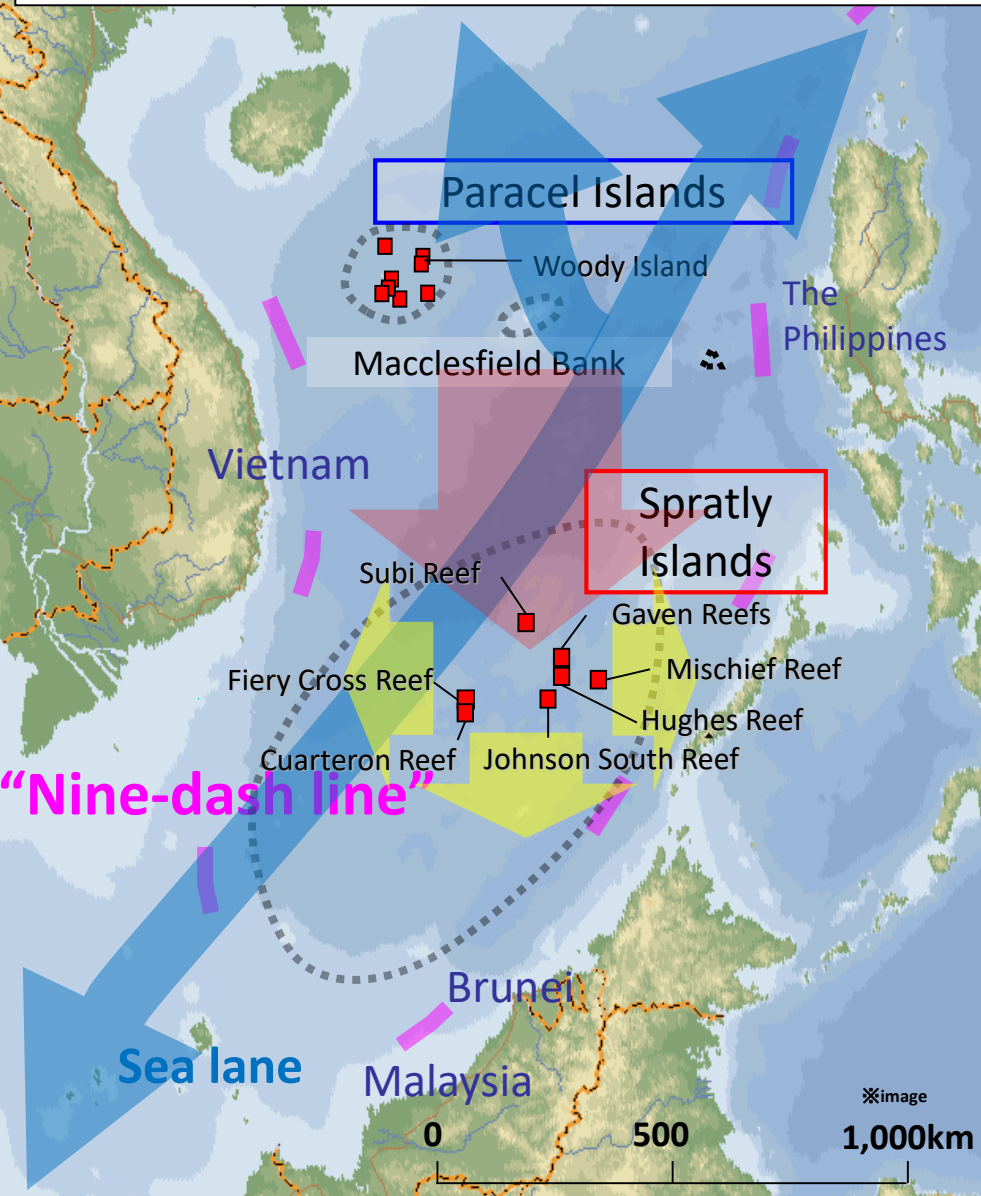 Paracel Islands
Woody Island
The
Philippines
Macclesfield Bank
Vietnam
Spratly
Islands
Subi Reef
Gaven Reefs
Fiery Cross Reef
Mischief Reef
Hughes Reef
Cuarteron Reef
Johnson South Reef
“Nine-dash line”
Brunei
Sea lane
Malaysia
※image
0
500
1,000km